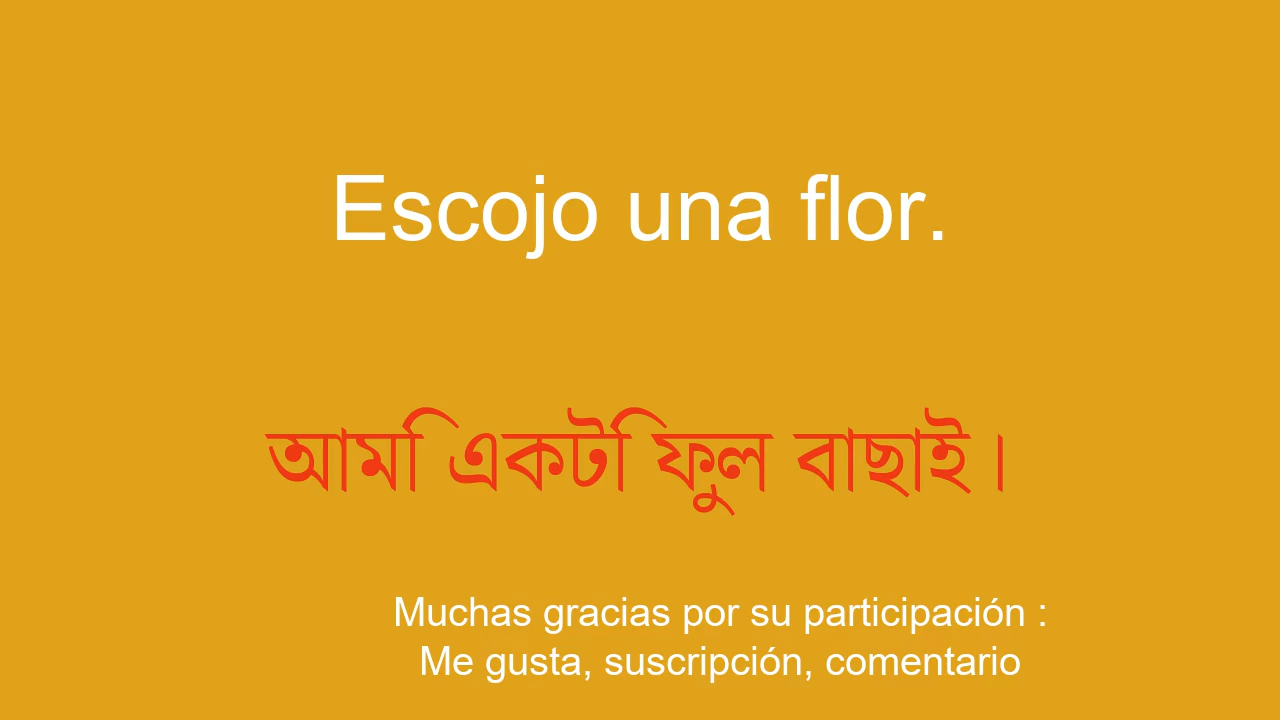 Escojo una flor.
আমি একটি ফুল বাছাই।
Muchas gracias por su participación :
Me gusta, suscripción, comentario